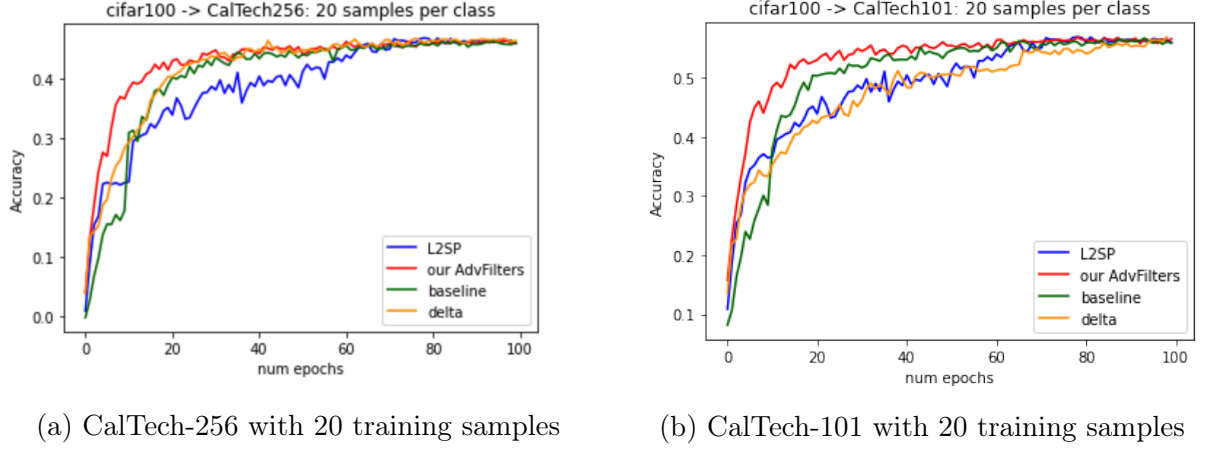 cifar100 -> CalTech256: 20 samples per class
Accuracy
0.4
0.3
0.2
0.1
0.0
L2SP
our AdvFilters
baseline
delta
0 20 40 60 80 100
num epochs
(a) CalTech-256 with 20 training samples
cifar100 -> CalTech101: 20 samples per class
Accuracy
0.5
0.4
0.3
0.2
0.1
L2SP
our AdvFilters
baseline
delta
0 20 40 60 80 100
num epochs
(b) CalTech-101 with 20 training samples